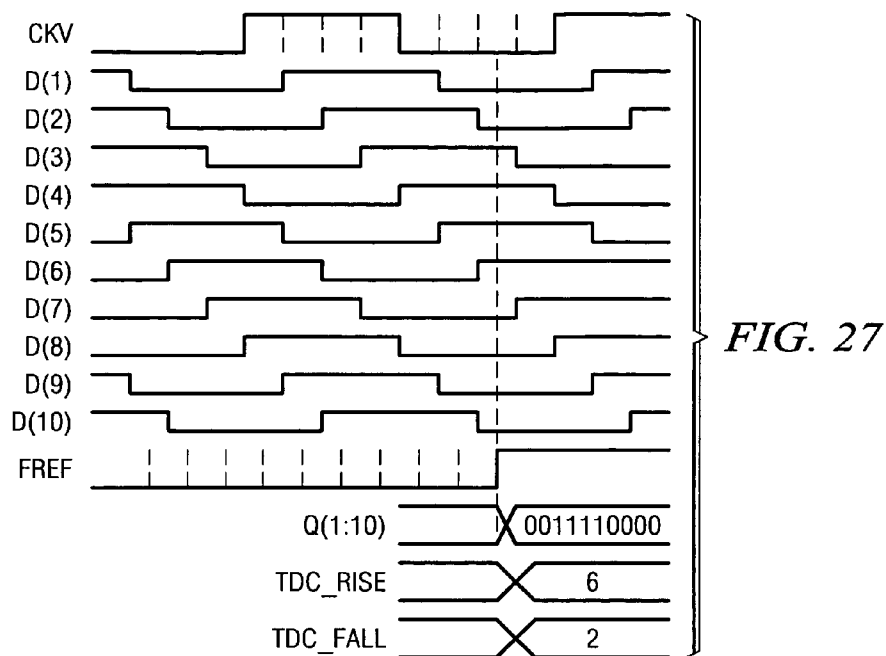 CKV
D(1)
D(2)
D(3)
D(4)
D(5)
D(6)
D(7)
D(8)
D(9)
D(10)
FREF
Q(1:10) 0011110000
TDC_RISE 6
TDC_FALL 2
FIG. 27